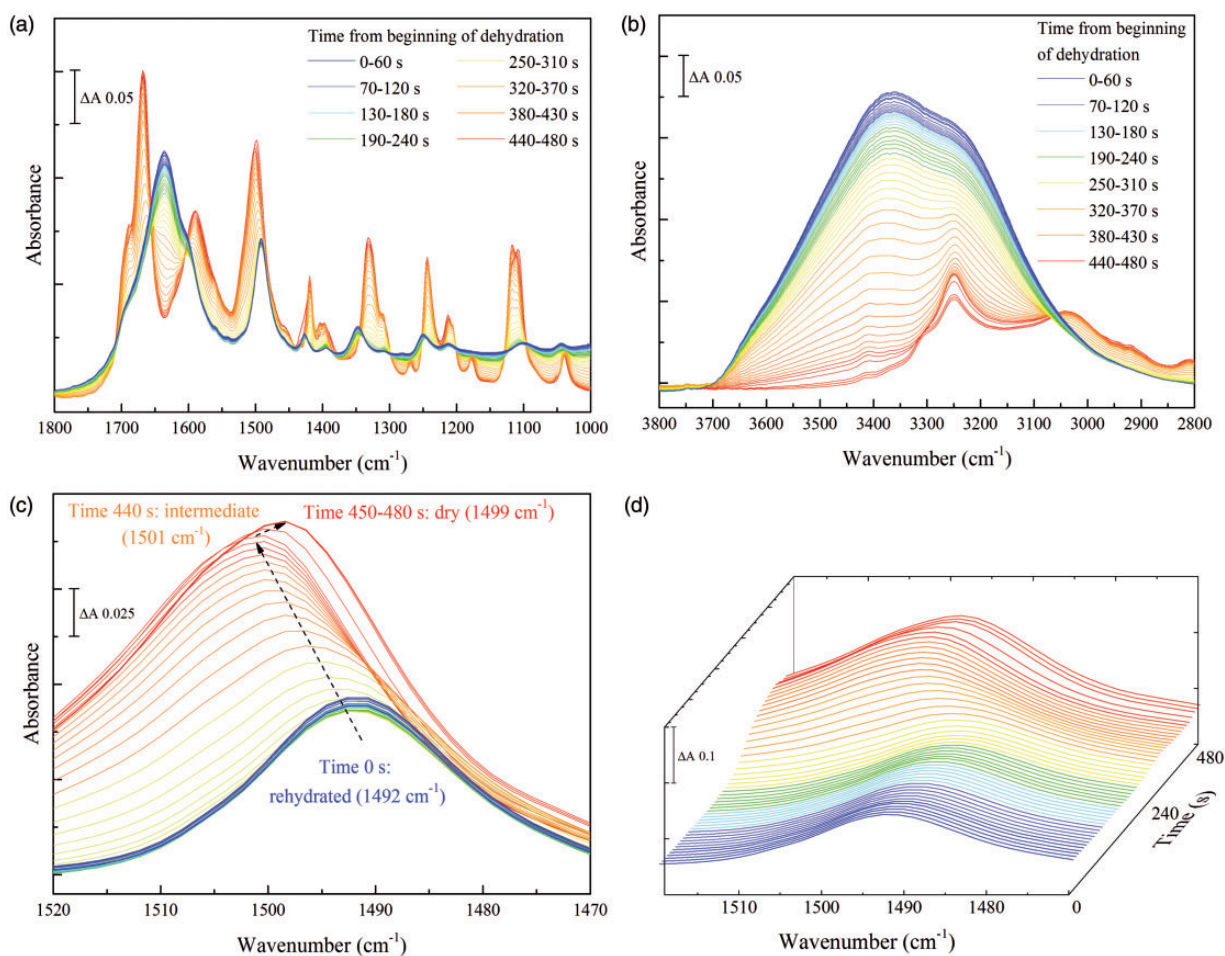 (a)
Time from beginning of dehydration
0-60 s
70-120 s
130-180 s
190-240 s
250-310 s
320-370 s
380-430 s
440-480 s
ΔA 0.05
Absorbance
1800 1700 1600 1500 1400 1300 1200 1100 1000
Wavenumber (cm⁻¹)
(b)
Time from beginning
of dehydration
0-60 s
70-120 s
130-180 s
190-240 s
250-310 s
320-370 s
380-430 s
440-480 s
ΔA 0.05
Absorbance
3800 3700 3600 3500 3400 3300 3200 3100 3000 2900 2800
Wavenumber (cm⁻¹)
(c)
Time 440 s: intermediate
(1501 cm⁻¹)
Time 450-480 s: dry (1499 cm⁻¹)
ΔA 0.025
Time 0 s:
rehydrated (1492 cm⁻¹)
Absorbance
1520 1510 1500 1490 1480 1470
Wavenumber (cm⁻¹)
(d)
ΔA 0.1
480
240
0
Time (s)
1510 1500 1490 1480
Wavenumber (cm⁻¹)